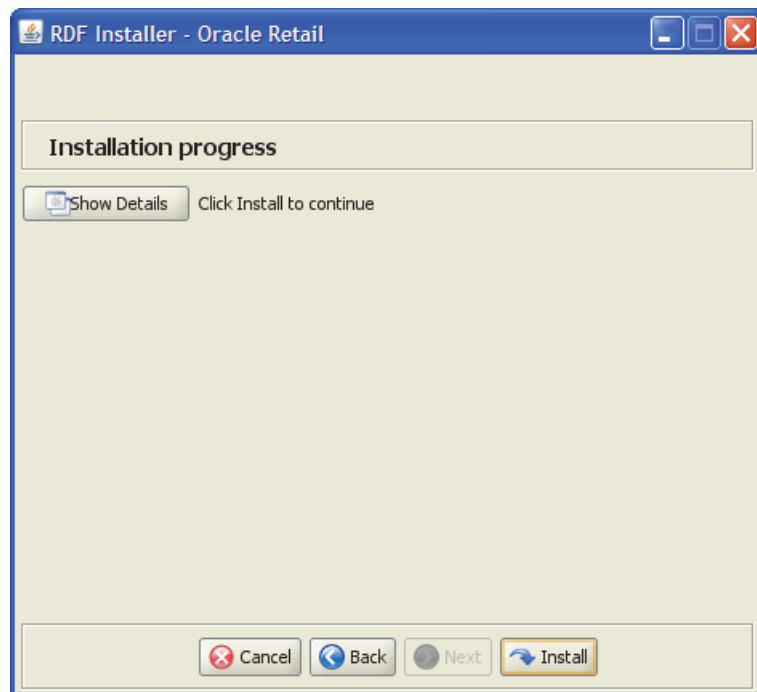 RDF Installer - Oracle Retail
Installation progress
Show Details Click Install to continue
Cancel Back Next Install